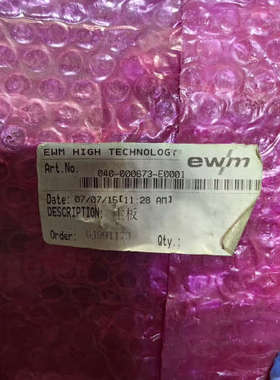 EWM HIGH TECHNOLOGY
ewm
Art.No.
040-000673-E0001
Date: 07/07/15[11:28 AM]
DESCRIPTION: 主板
Order:
Qty.: